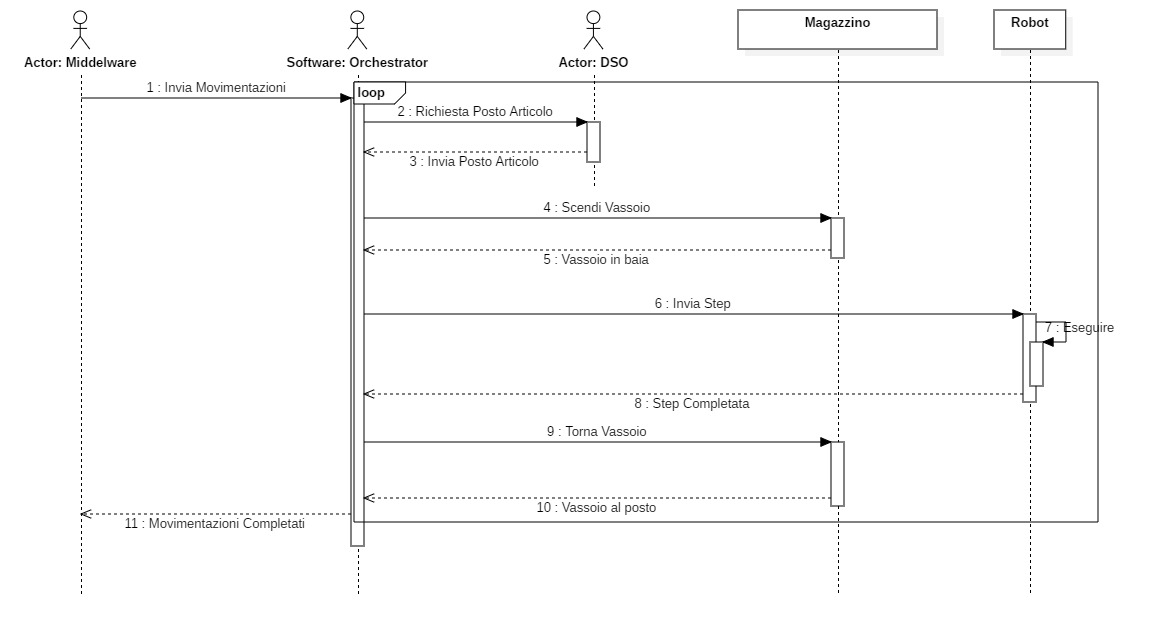 Magazzino
Robot
Actor: Middelware
Software: Orchestrator
Actor: DSO
loop
1 : Invia Movimentazioni
2 : Richiesta Posto Articolo
3 : Invia Posto Articolo
4 : Scendi Vassoio
5 : Vassoio in baia
6 : Invia Step
7 : Eseguire
8 : Step Completata
9 : Torna Vassoio
10 : Vassoio al posto
11 : Movimentazioni Completati